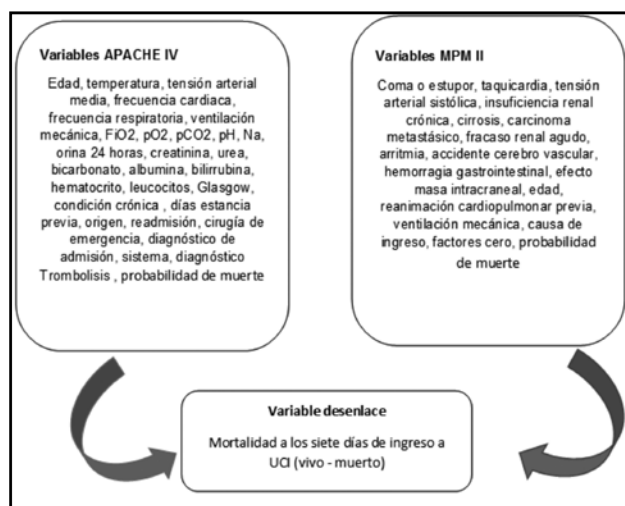 Variables APACHE IV
Edad, temperatura, tensión arterial
media, frecuencia cardiaca,
frecuencia respiratoria, ventilación
mecánica, FiO2, pO2, pCO2, pH, Na,
orina 24 horas, creatinina, urea,
bicarbonato, albumina, bilirrubina,
hematocrito, leucocitos, Glasgow,
condición crónica , días estancia
previa, origen, readmisión, cirugía de
emergencia, diagnóstico de
admisión, sistema, diagnóstico
Trombolisis , probabilidad de muerte
Variables MPM II
Coma o estupor, taquicardia, tensión
arterial sistólica, insuficiencia renal
crónica, cirrosis, carcinoma
metastásico, fracaso renal agudo,
arritmia, accidente cerebro vascular,
hemorragia gastrointestinal, efecto
masa intracraneal, edad,
reanimación cardiopulmonar previa,
ventilación mecánica, causa de
ingreso, factores cero, probabilidad
de muerte
Variable desenlace
Mortalidad a los siete días de ingreso a
UCI (vivo - muerto)